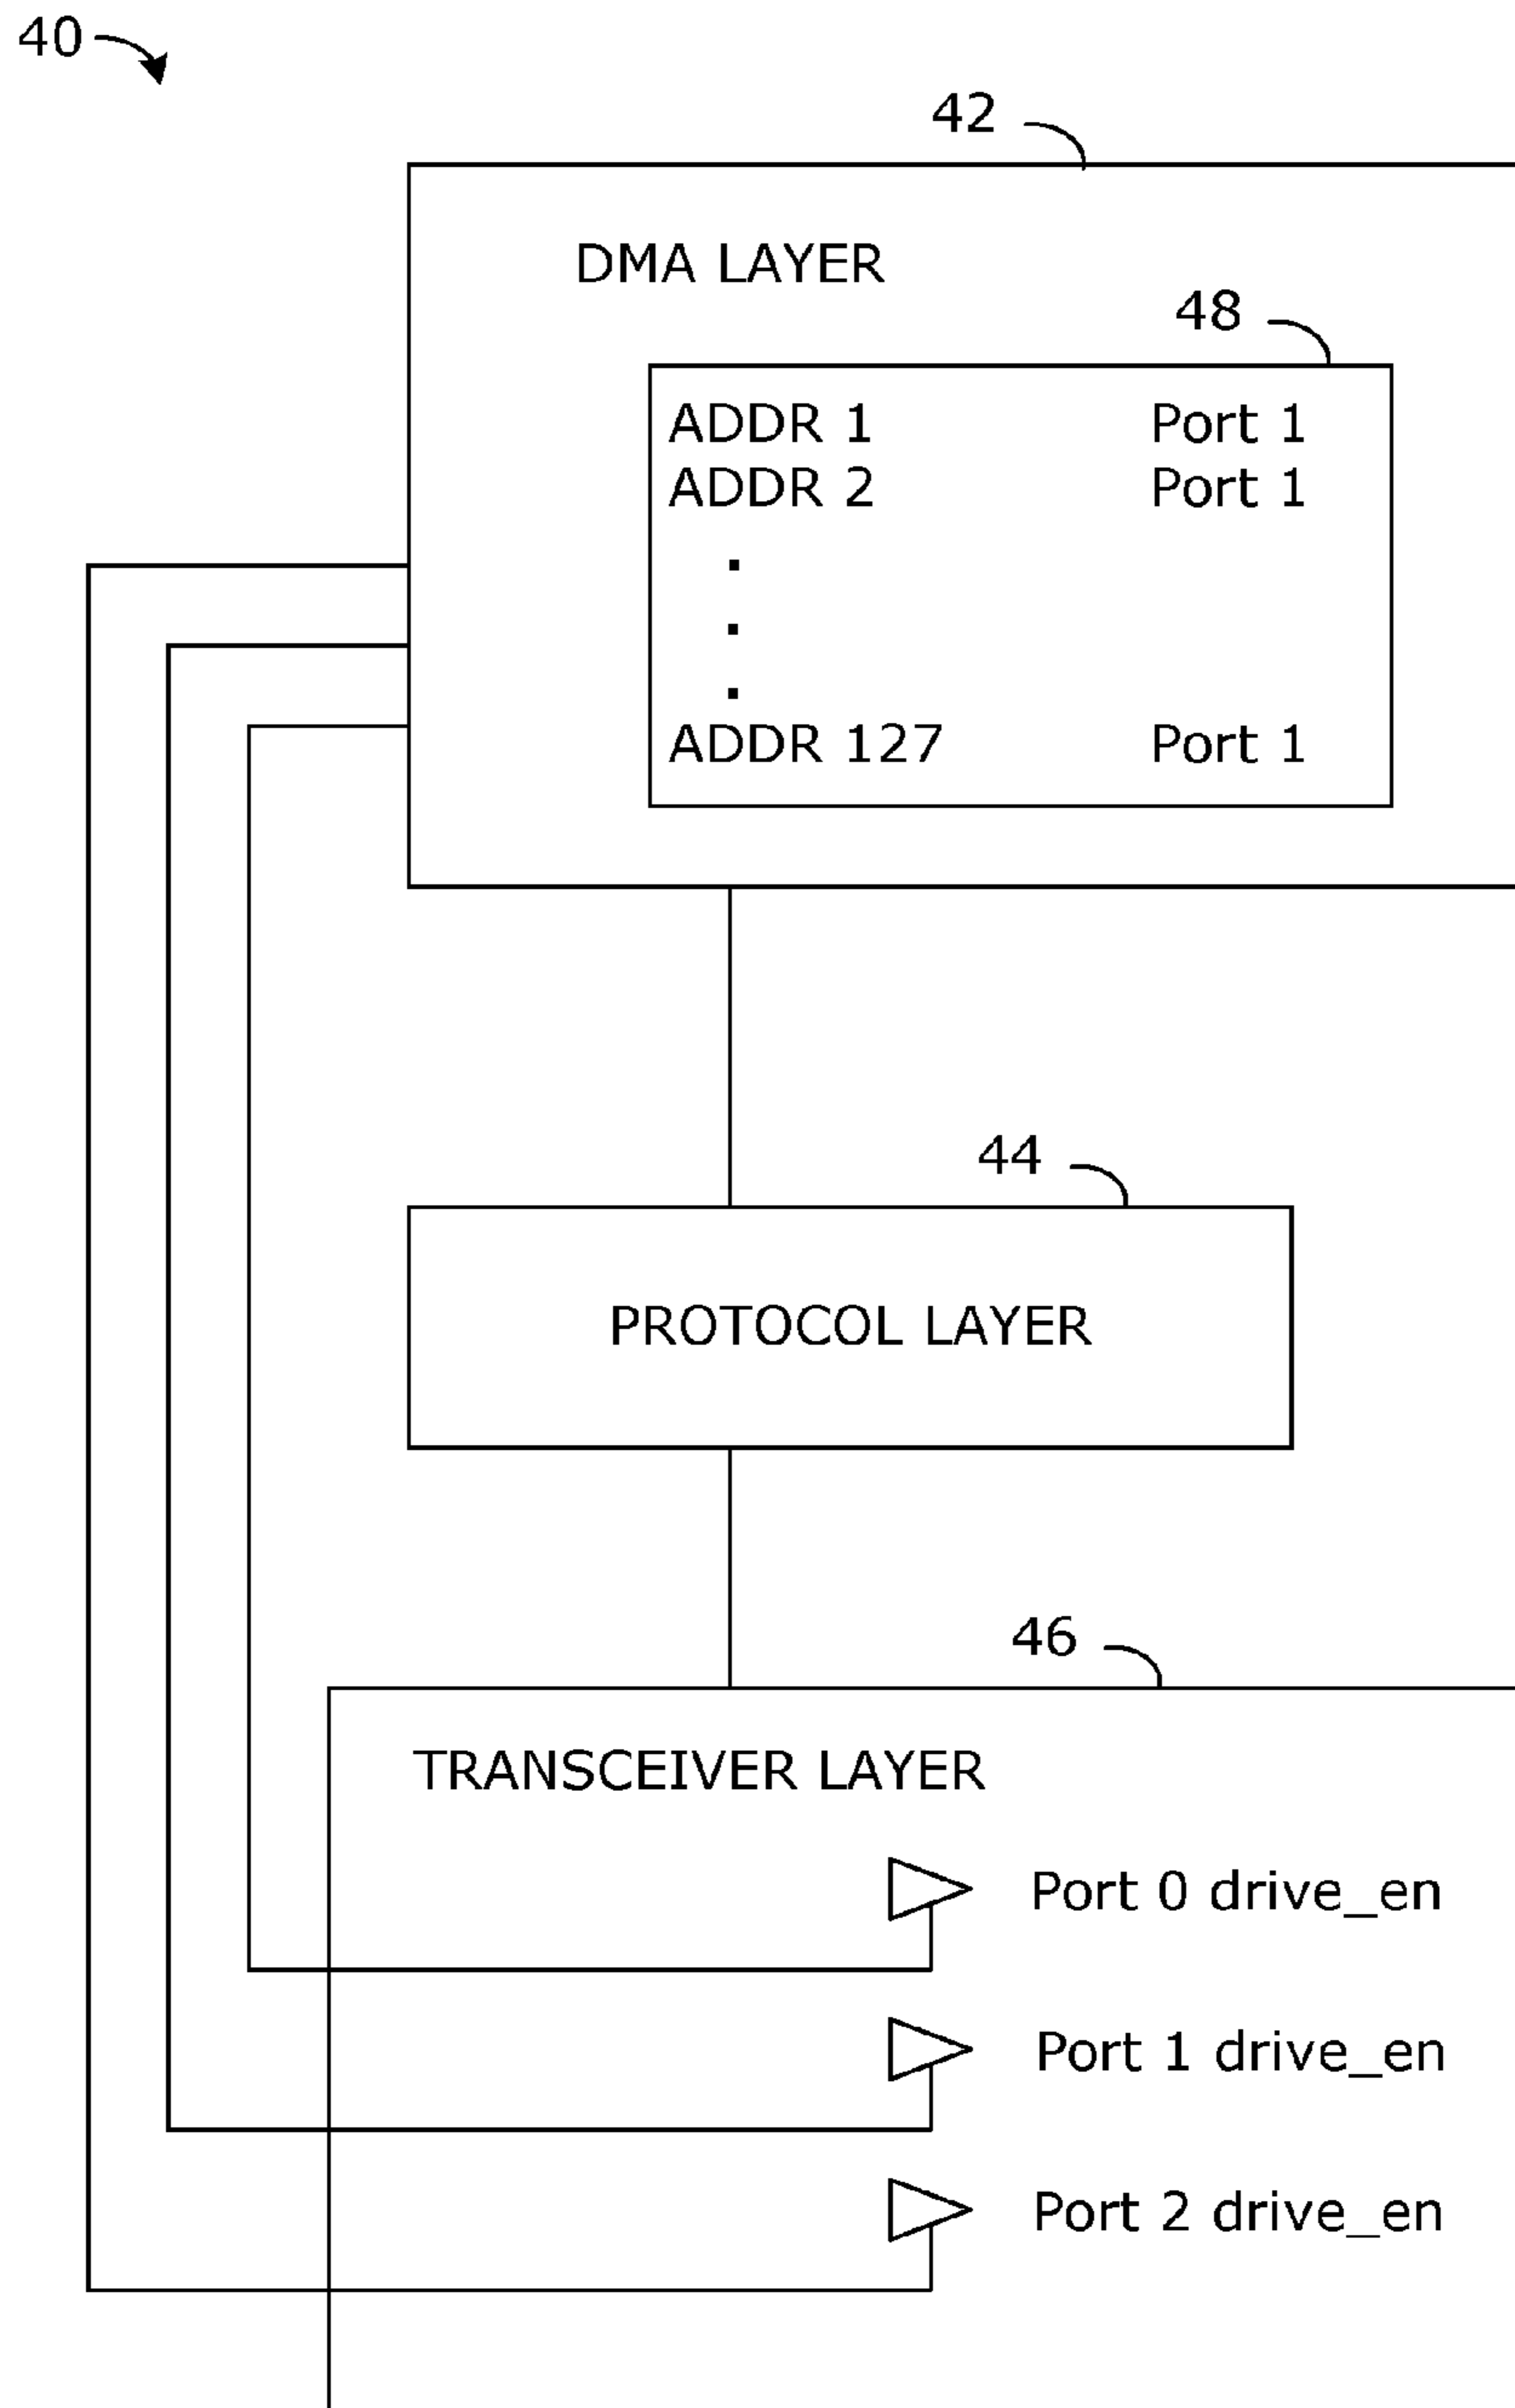 40
42
DMA LAYER
48
ADDR 1 Port 1
ADDR 2 Port 1
.
.
.
ADDR 127 Port 1
44
PROTOCOL LAYER
46
TRANSCEIVER LAYER
Port 0 drive_en
Port 1 drive_en
Port 2 drive_en